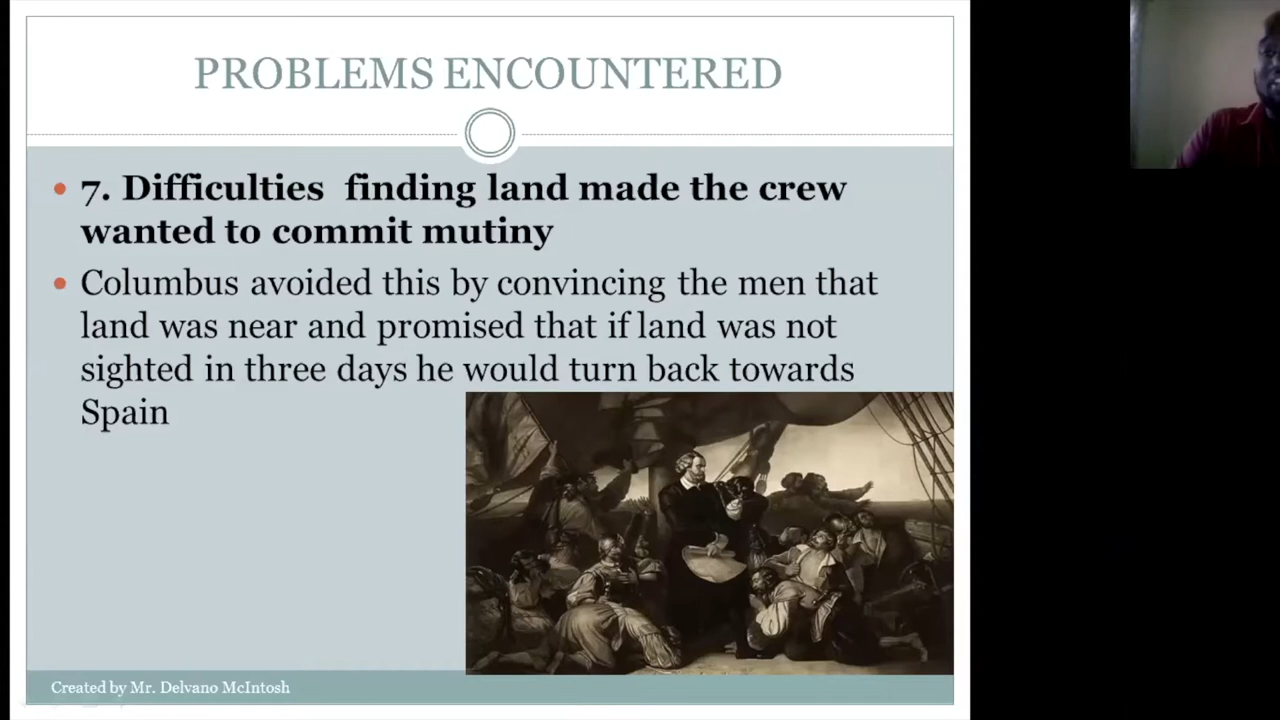 PROBLEMS ENCOUNTERED
• 7. Difficulties finding land made the crew
wanted to commit mutiny
• Columbus avoided this by convincing the men that
land was near and promised that if land was not
sighted in three days he would turn back towards
Spain
Created by Mr. Delvano McIntosh